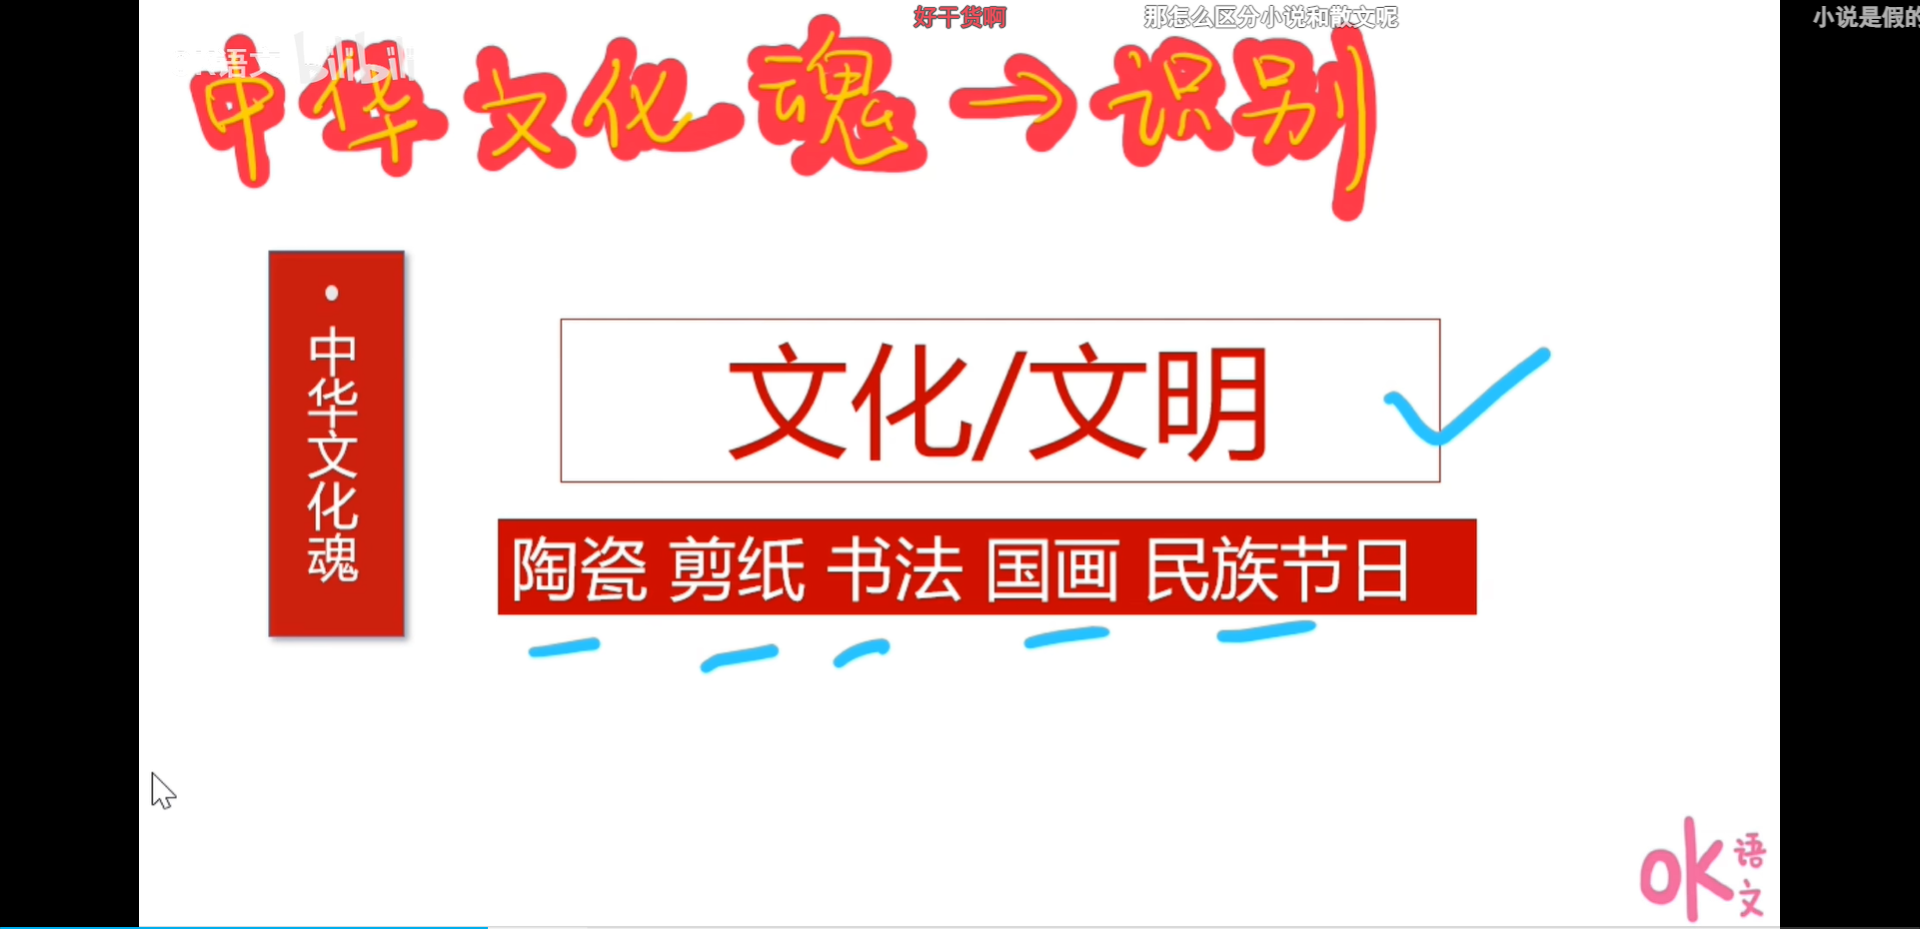 好干货啊
那怎么区分小说和散文呢
小说是假的
语文 bilibili
中华文化魂→识别
·中华文化魂
文化/文明
陶瓷 剪纸 书法 国画 民族节日
ok语文